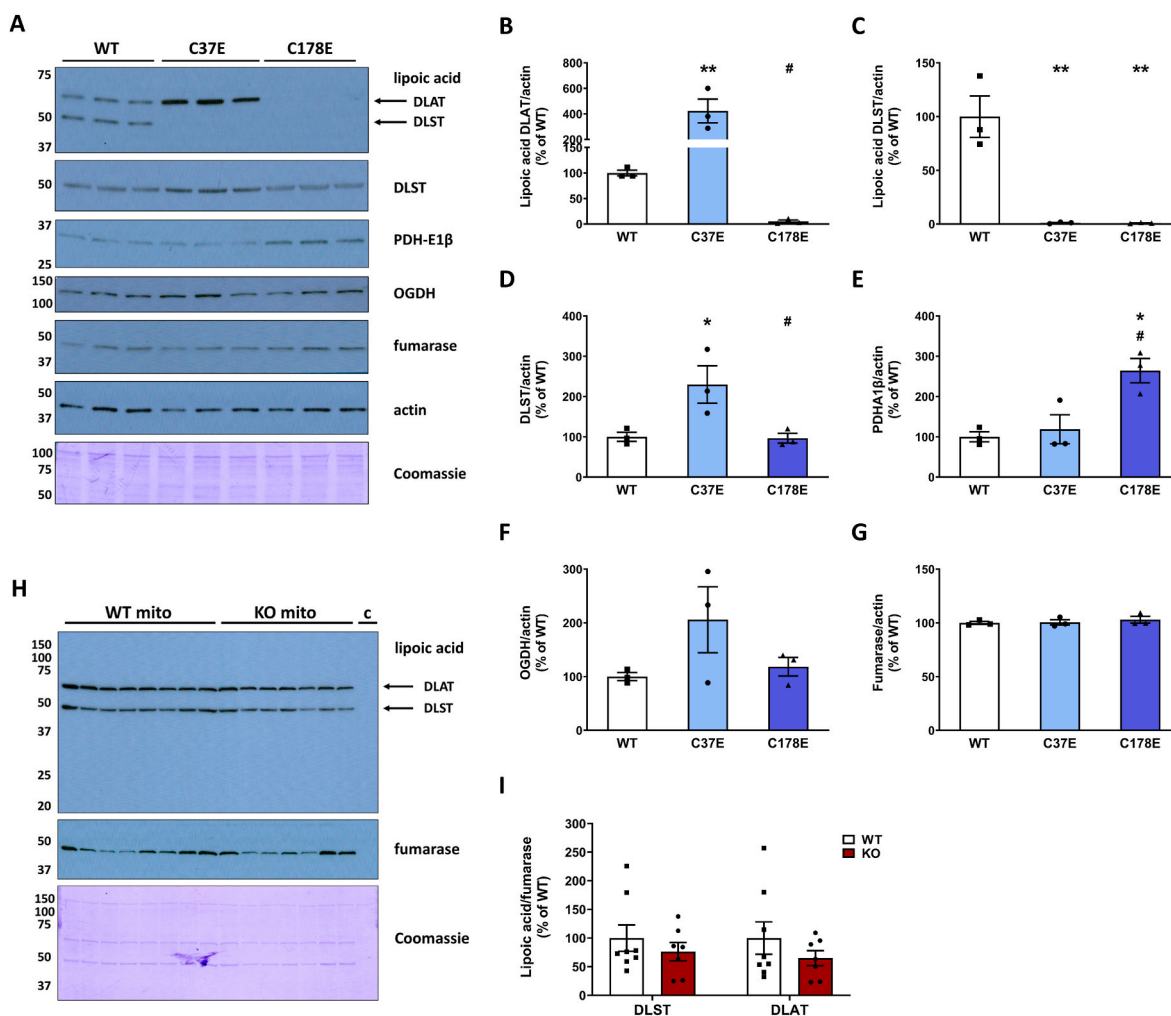 A
WT C37E C178E
75
50
37
lipoic acid
DLAT
DLST
50
DLST
37
25
PDH-E1β
150
100
OGDH
50
37
fumarase
50
37
actin
100
75
50
Coomassie
B
Lipoic acid DLAT/actin
(% of WT)
800
600
400
200
150
100
50
0
** #
WT C37E C178E
C
Lipoic acid DLST/actin
(% of WT)
150
100
50
0
** **
WT C37E C178E
D
DLST/actin
(% of WT)
400
300
200
100
0
* #
WT C37E C178E
E
PDHA1β/actin
(% of WT)
400
300
200
100
0
*
#
WT C37E C178E
F
OGDH/actin
(% of WT)
300
200
100
0
WT C37E C178E
G
Fumarase/actin
(% of WT)
150
100
50
0
WT C37E C178E
H
WT mito KO mito c
150
100
75
50
37
25
20
lipoic acid
DLAT
DLST
50
37
fumarase
150
100
75
50
37
Coomassie
I
Lipoic acid/fumarase
(% of WT)
300
250
200
150
100
50
0
WT
KO
DLST DLAT